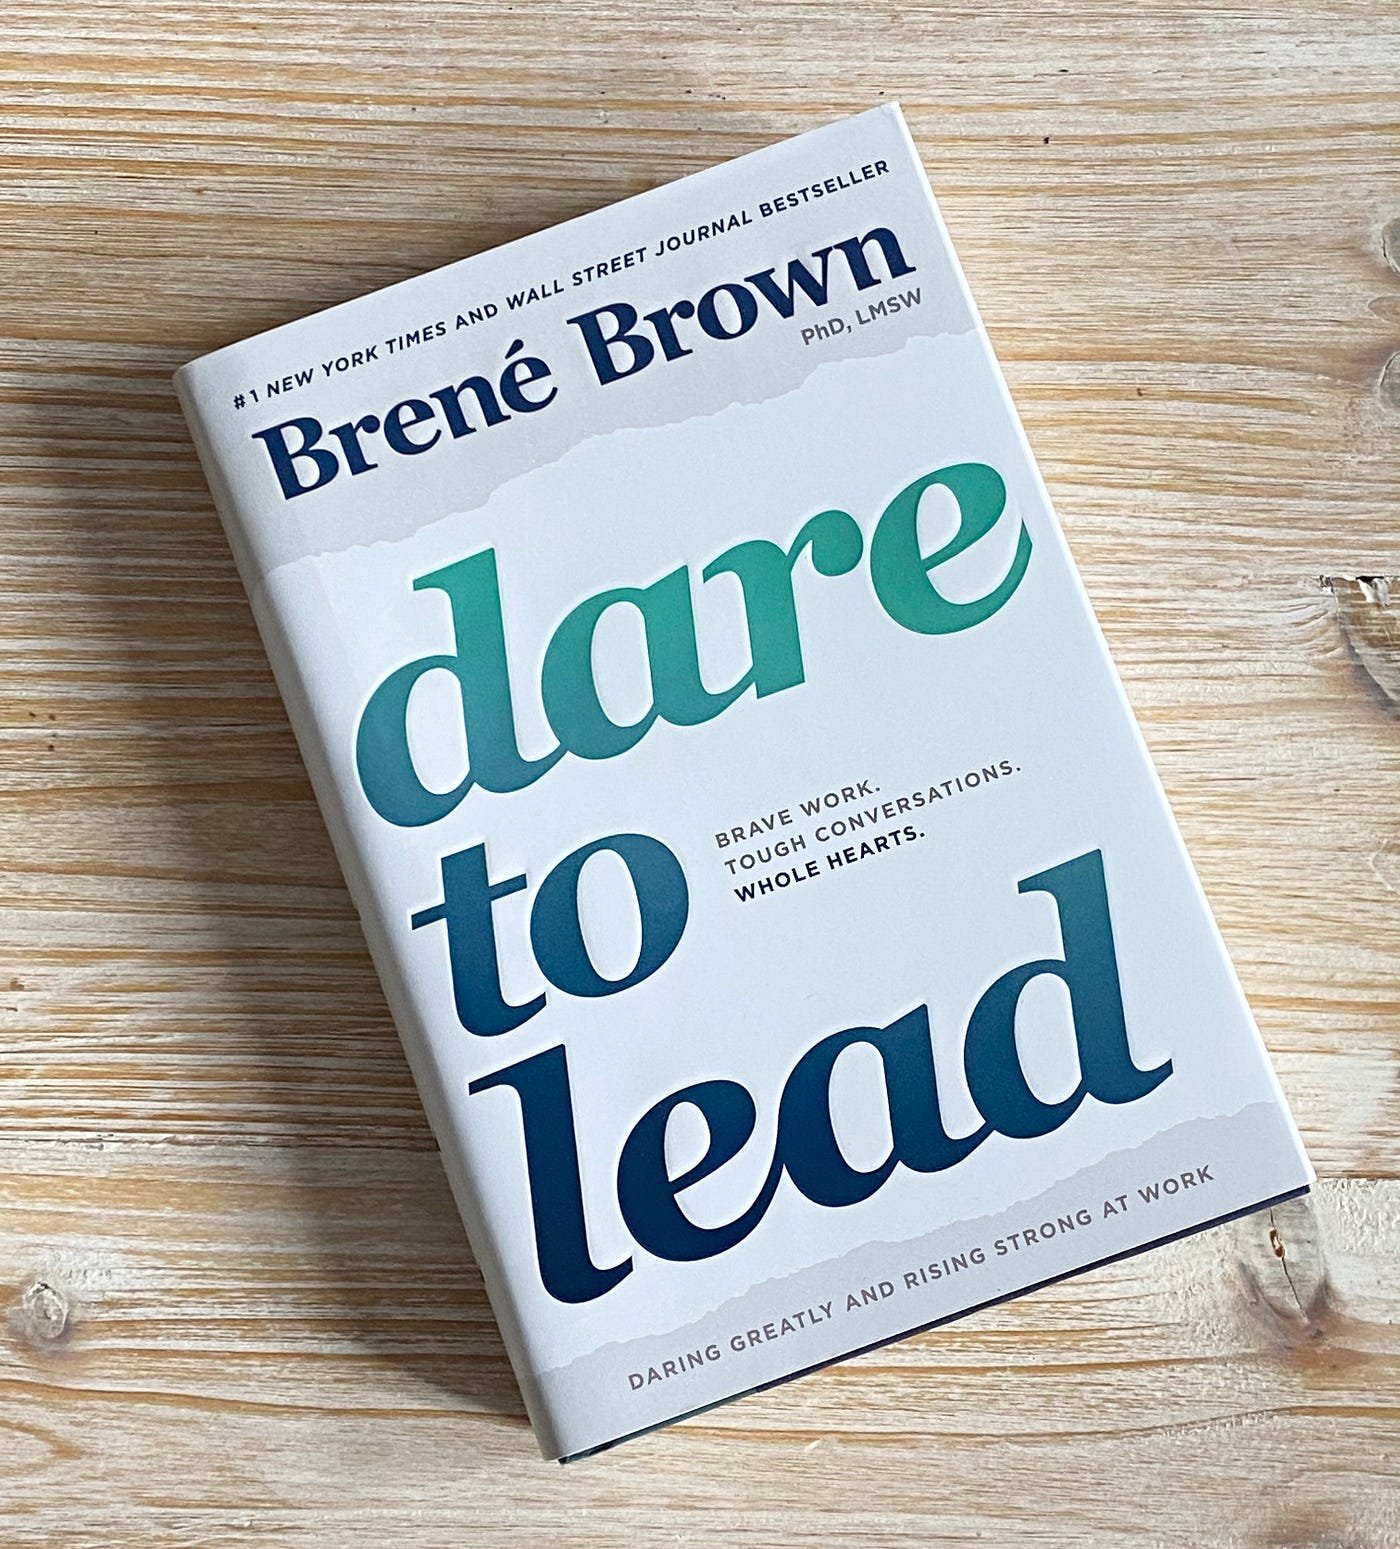 #1 NEW YORK TIMES AND WALL STREET JOURNAL BESTSELLER
Brené Brown
PhD, LMSW
dare
to
BRAVE WORK.
TOUGH CONVERSATIONS.
WHOLE HEARTS.
lead
DARING GREATLY AND RISING STRONG AT WORK